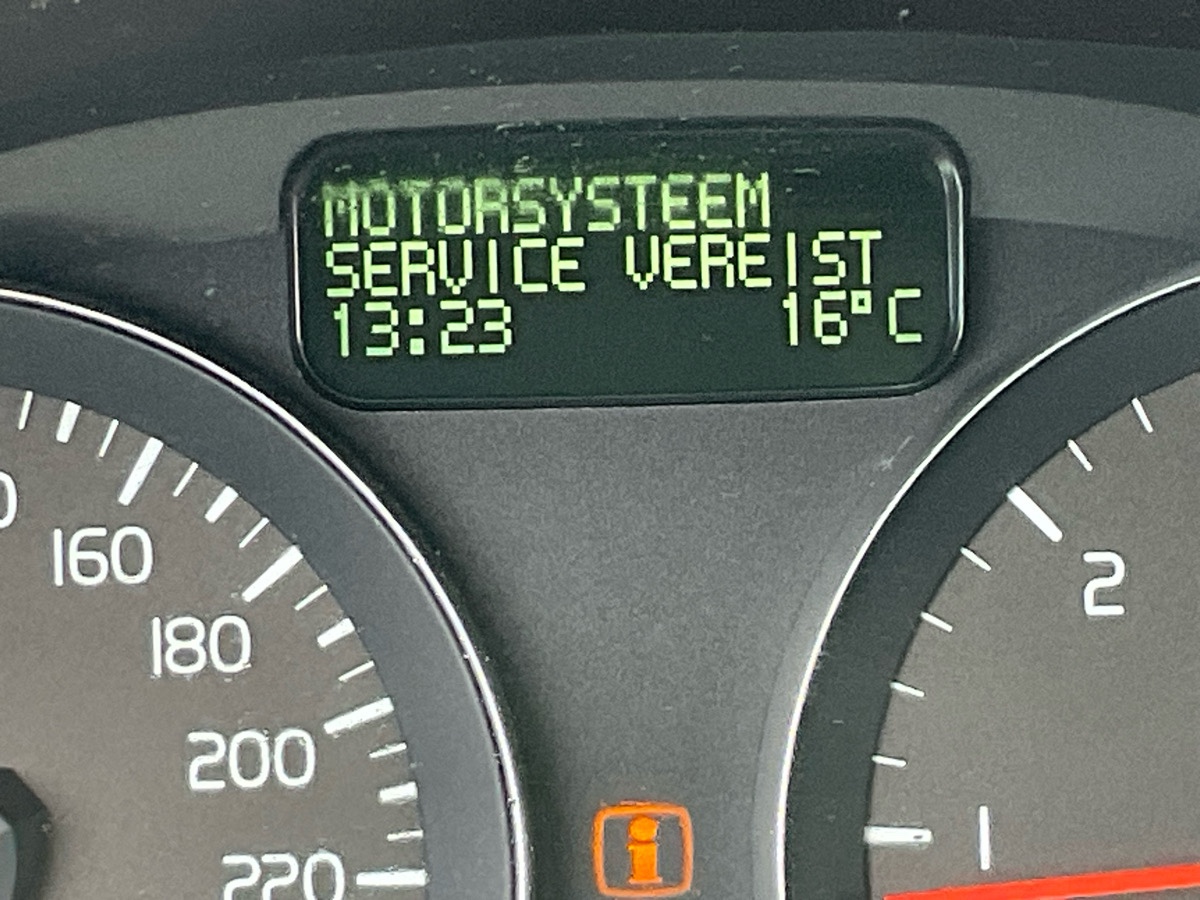 MOTORSYSTEEM
SERVICE VEREIST
13:23 16°C
160
180
200
220
2
1
i